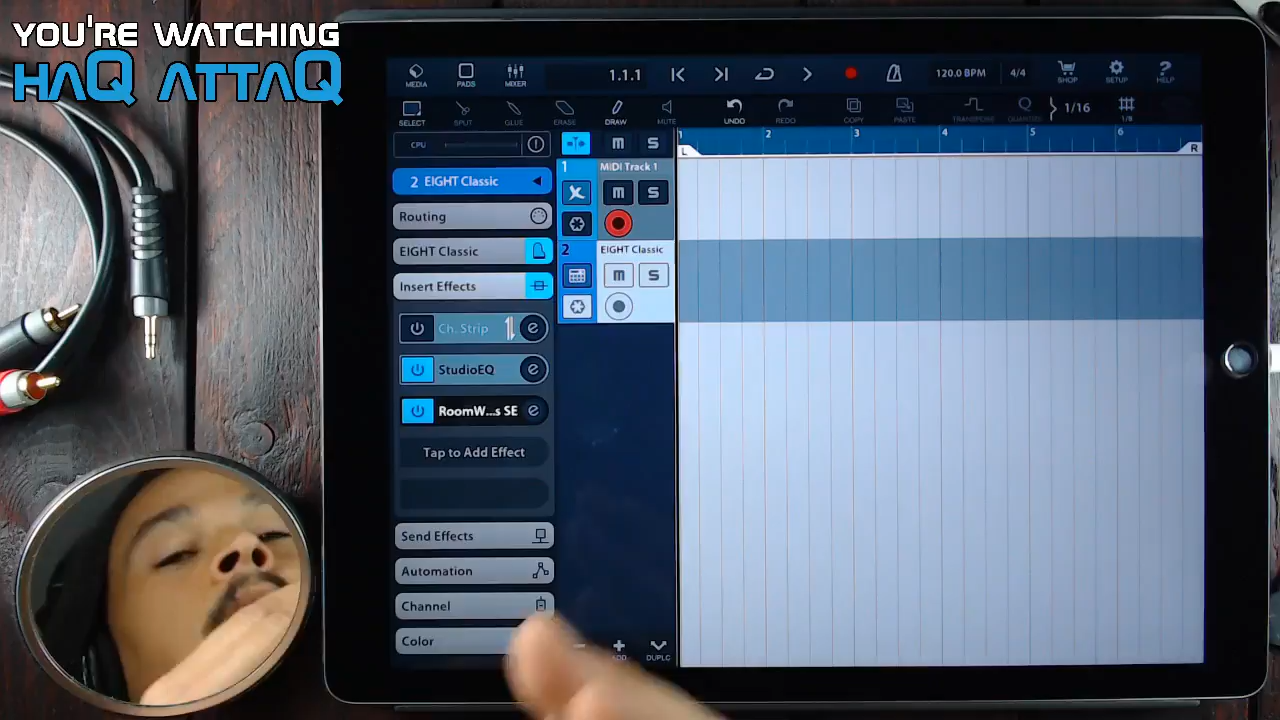 YOU'RE WATCHING
HAQ ATTAQ
MEDIA PADS MIXER 1.1.1 120.0 BPM 4/4 SHOP SETUP HELP
SELECT SPLIT GLUE ERASE DRAW MUTE UNDO REDO COPY PASTE TRANSPOSE QUANTIZE 1/16 1/8
CPU M S 1 2 3 4 5 6
L R
1 MIDI Track 1
2 EIGHT Classic M S
Routing
EIGHT Classic 2 EIGHT Classic
Insert Effects M S
Ch. Strip e
StudioEQ e
RoomW...s SE e
Tap to Add Effect
Send Effects
Automation
Channel
Color
ADD DUPLC